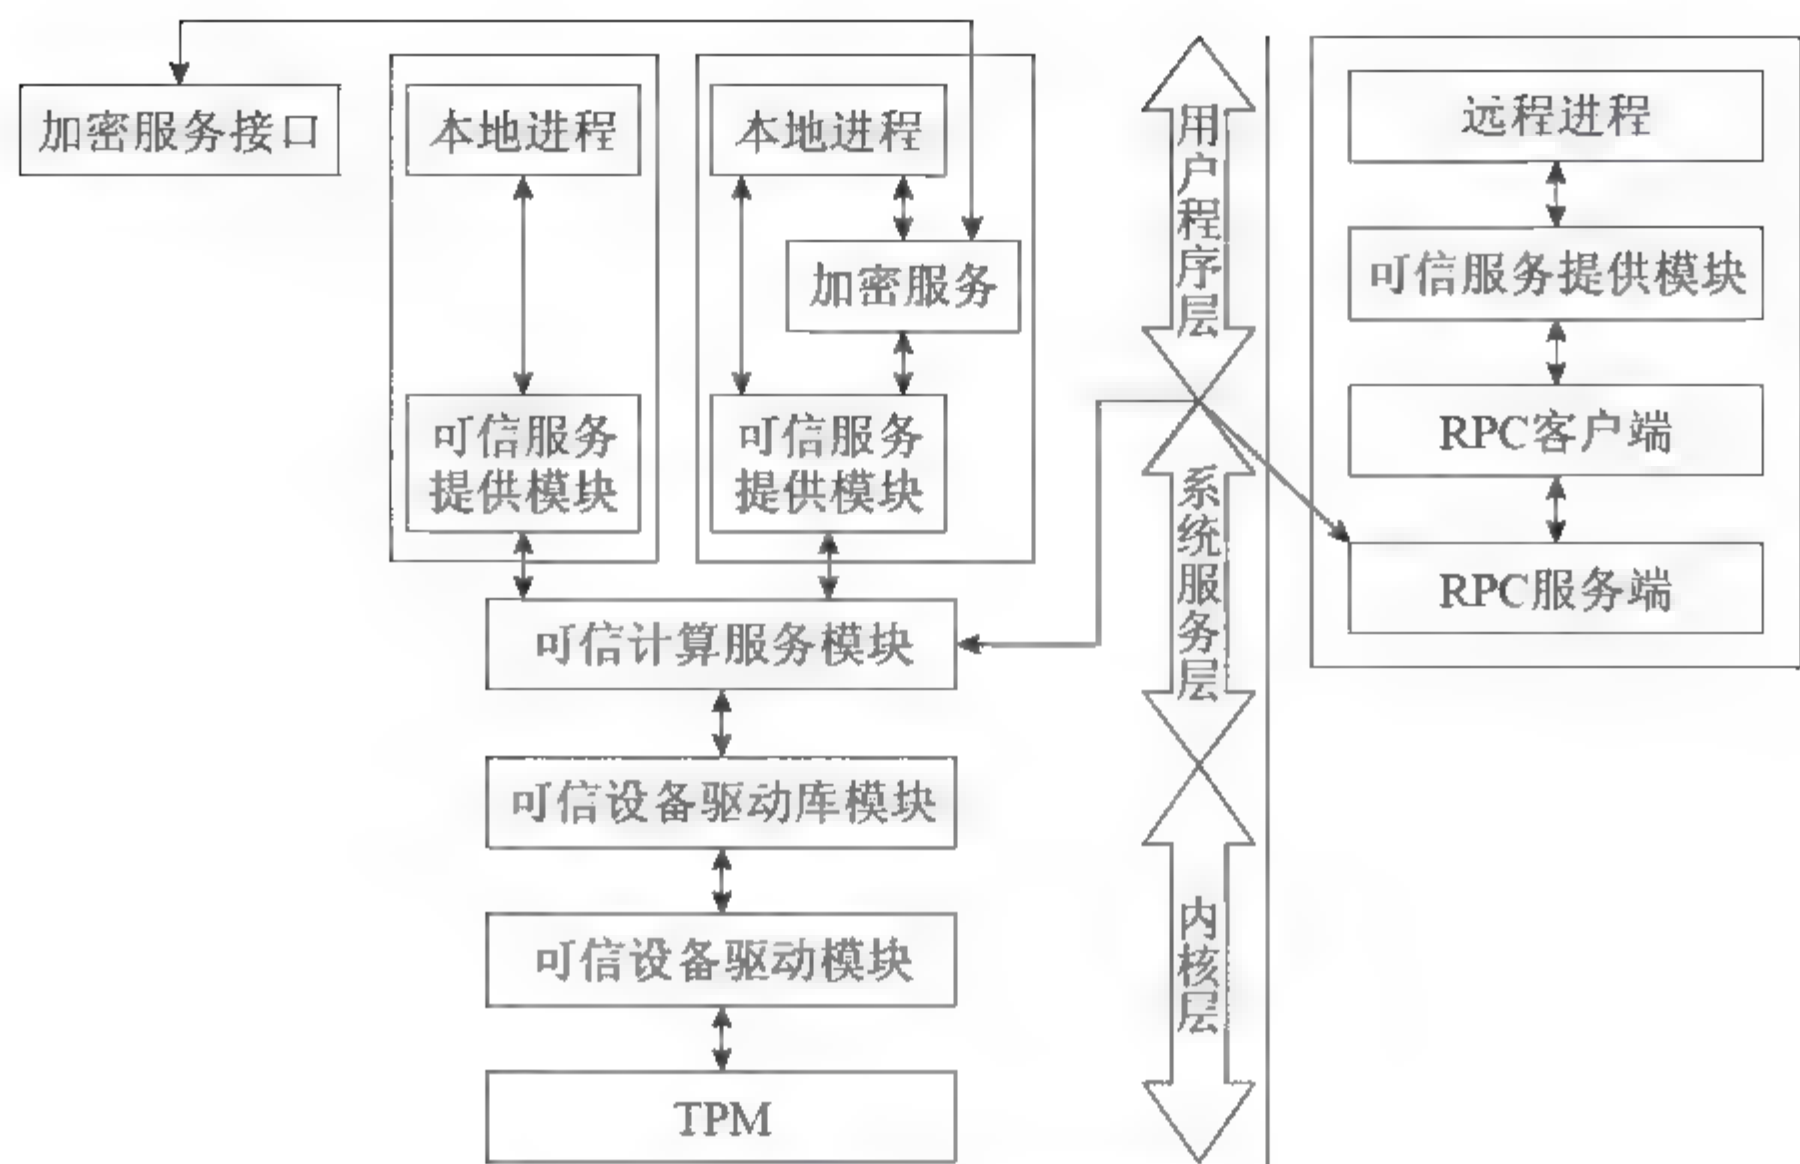 加密服务接口
本地进程
本地进程
加密服务
可信服务
提供模块
可信服务
提供模块
可信计算服务模块
可信设备驱动库模块
可信设备驱动模块
TPM
用户程序层
系统服务层
内核层
远程进程
可信服务提供模块
RPC客户端
RPC服务端